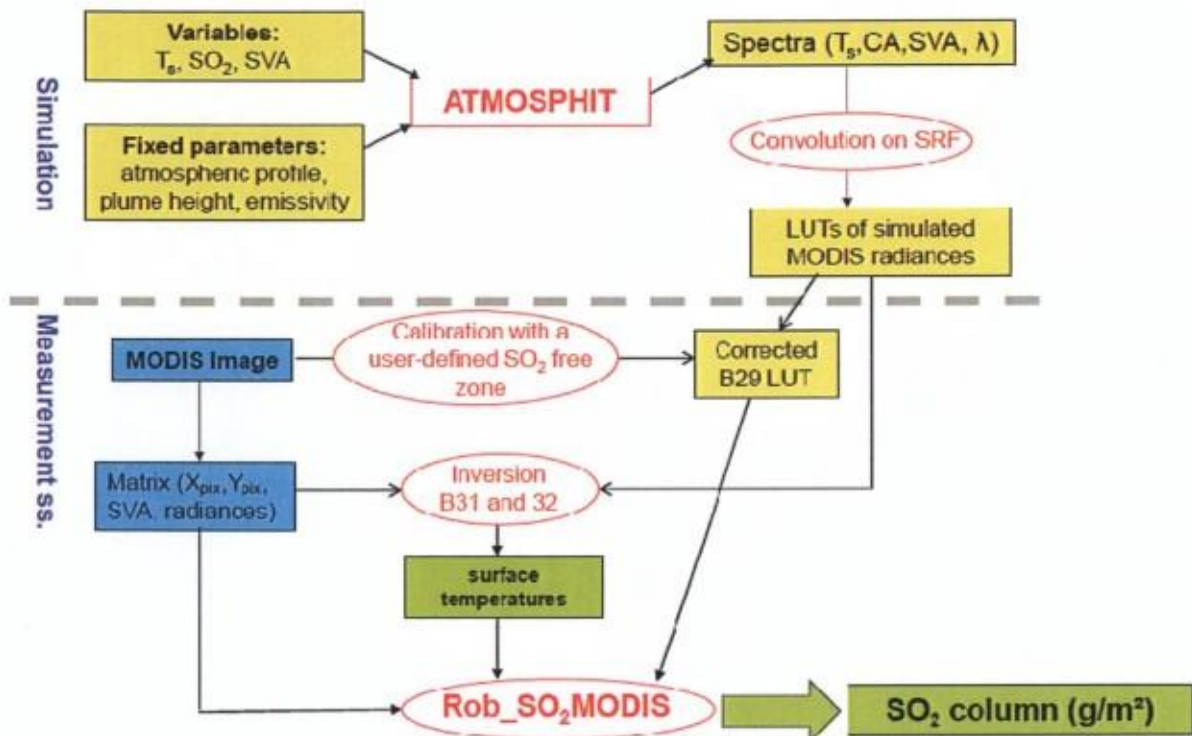 Simulation
Variables:
Tₛ, SO₂, SVA
Fixed parameters:
atmospheric profile,
plume height, emissivity
ATMOSPHIT
Spectra (Tₛ,CA,SVA, λ)
Convolution on SRF
LUTs of simulated
MODIS radiances
Measurement ss.
MODIS Image
Calibration with a
user-defined SO₂ free
zone
Corrected
B29 LUT
Matrix (Xpix,Ypix,
SVA, radiances)
Inversion
B31 and 32
surface
temperatures
Rob_SO₂MODIS
SO₂ column (g/m²)